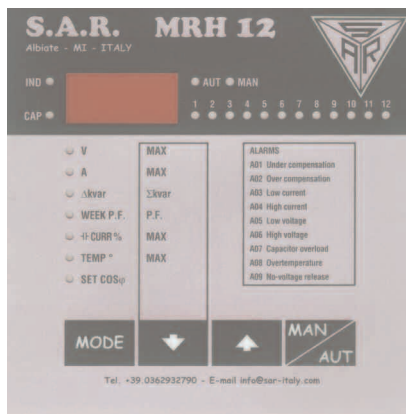 S.A.R. MRH 12
Albiate - MI - ITALY
SAR
IND AUT MAN
1 2 3 4 5 6 7 8 9 10 11 12
CAP
V MAX
A MAX
Δkvar Σkvar
WEEK P.F. P.F.
⊣⊢ CURR% MAX
TEMP ° MAX
SET COSφ
ALARMS
A01 Under compensation
A02 Over compensation
A03 Low current
A04 High current
A05 Low voltage
A06 High voltage
A07 Capacitor overload
A08 Overtemperature
A09 No-voltage release
MODE MAN
AUT
Tel. +39.0362932790 - E-mail info@sar-italy.com